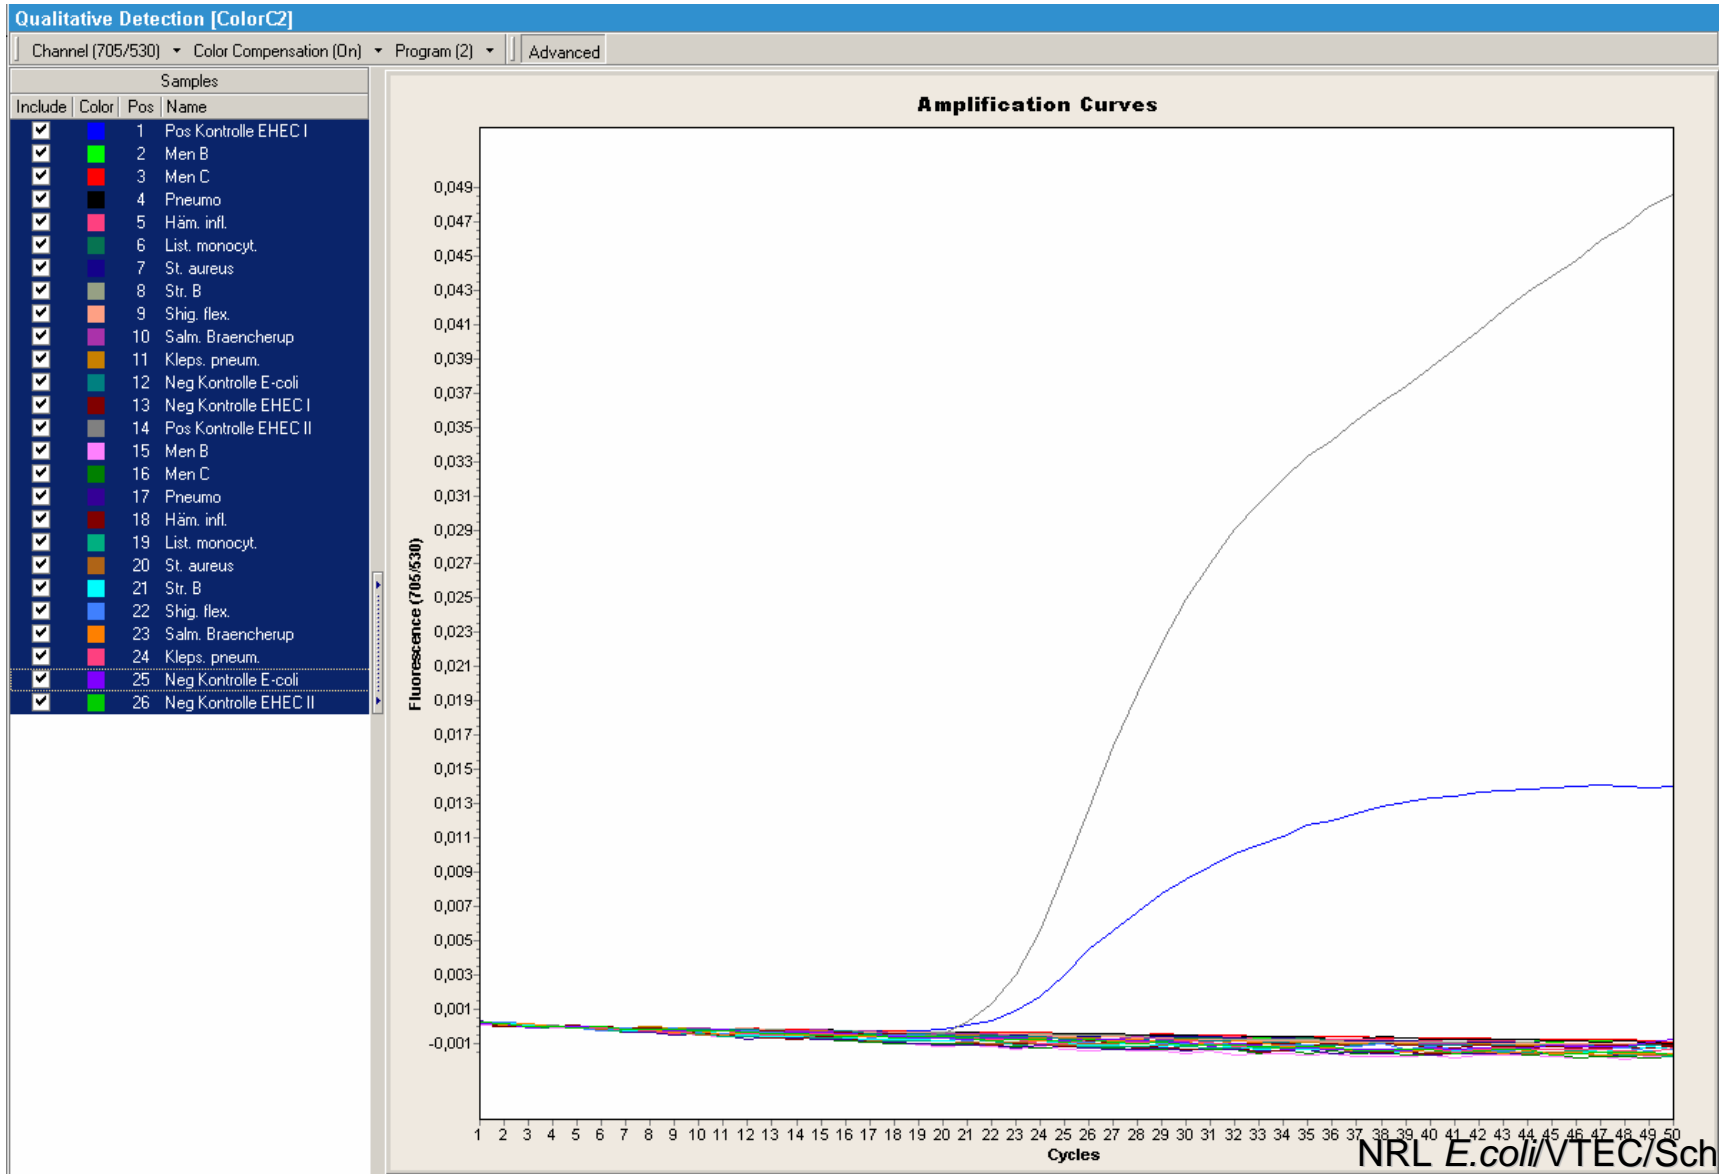 Qualitative Detection [ColorC2]
Channel (705/530) Color Compensation (On) Program (2) Advanced
Samples
Include Color Pos Name
1 Pos Kontrolle EHEC I
2 Men B
3 Men C
4 Pneumo
5 Häm. infl.
6 List. monocyt.
7 St. aureus
8 Str. B
9 Shig. flex.
10 Salm. Braencherup
11 Kleps. pneum.
12 Neg Kontrolle E-coli
13 Neg Kontrolle EHEC I
14 Pos Kontrolle EHEC II
15 Men B
16 Men C
17 Pneumo
18 Häm. infl.
19 List. monocyt.
20 St. aureus
21 Str. B
22 Shig. flex.
23 Salm. Braencherup
24 Kleps. pneum.
25 Neg Kontrolle E-coli
26 Neg Kontrolle EHEC II
Amplification Curves
0,049
0,047
0,045
0,043
0,041
0,039
0,037
0,035
0,033
0,031
0,029
0,027
0,025
0,023
0,021
0,019
0,017
0,015
0,013
0,011
0,009
0,007
0,005
0,003
0,001
-0,001
Fluorescence (705/530)
1 2 3 4 5 6 7 8 9 10 11 12 13 14 15 16 17 18 19 20 21 22 23 24 25 26 27 28 29 30 31 32 33 34 35 36 37 38 39 40 41 42 43 44 45 46 47 48 49 50
Cycles
NRL E.coli/VTEC/Sch